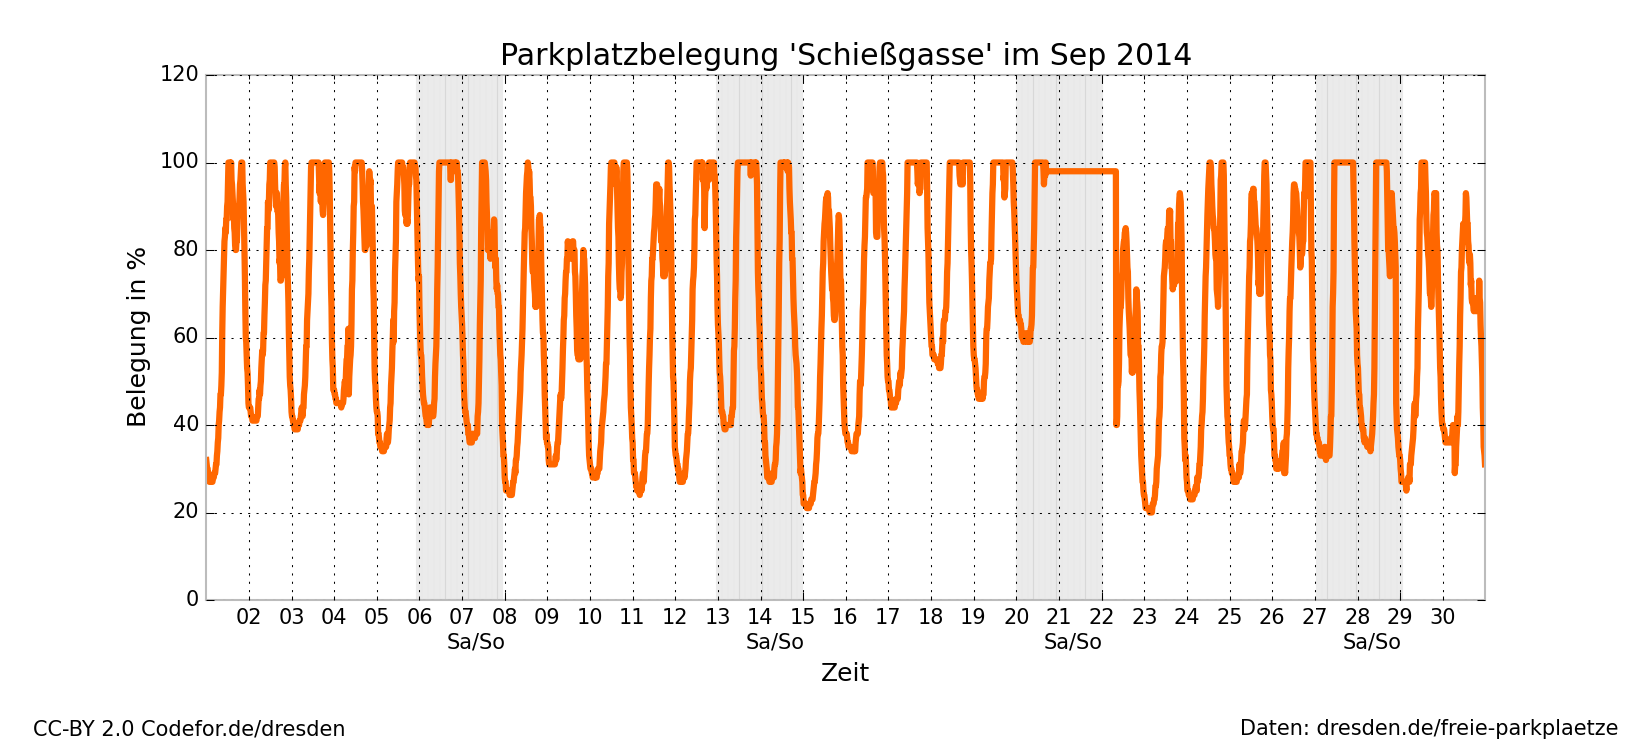 Parkplatzbelegung 'Schießgasse' im Sep 2014
120
100
80
60
40
20
0
Belegung in %
02 03 04 05 06 07 08 09 10 11 12 13 14 15 16 17 18 19 20 21 22 23 24 25 26 27 28 29 30
Sa/So Sa/So Sa/So Sa/So
Zeit
CC-BY 2.0 Codefor.de/dresden
Daten: dresden.de/freie-parkplaetze